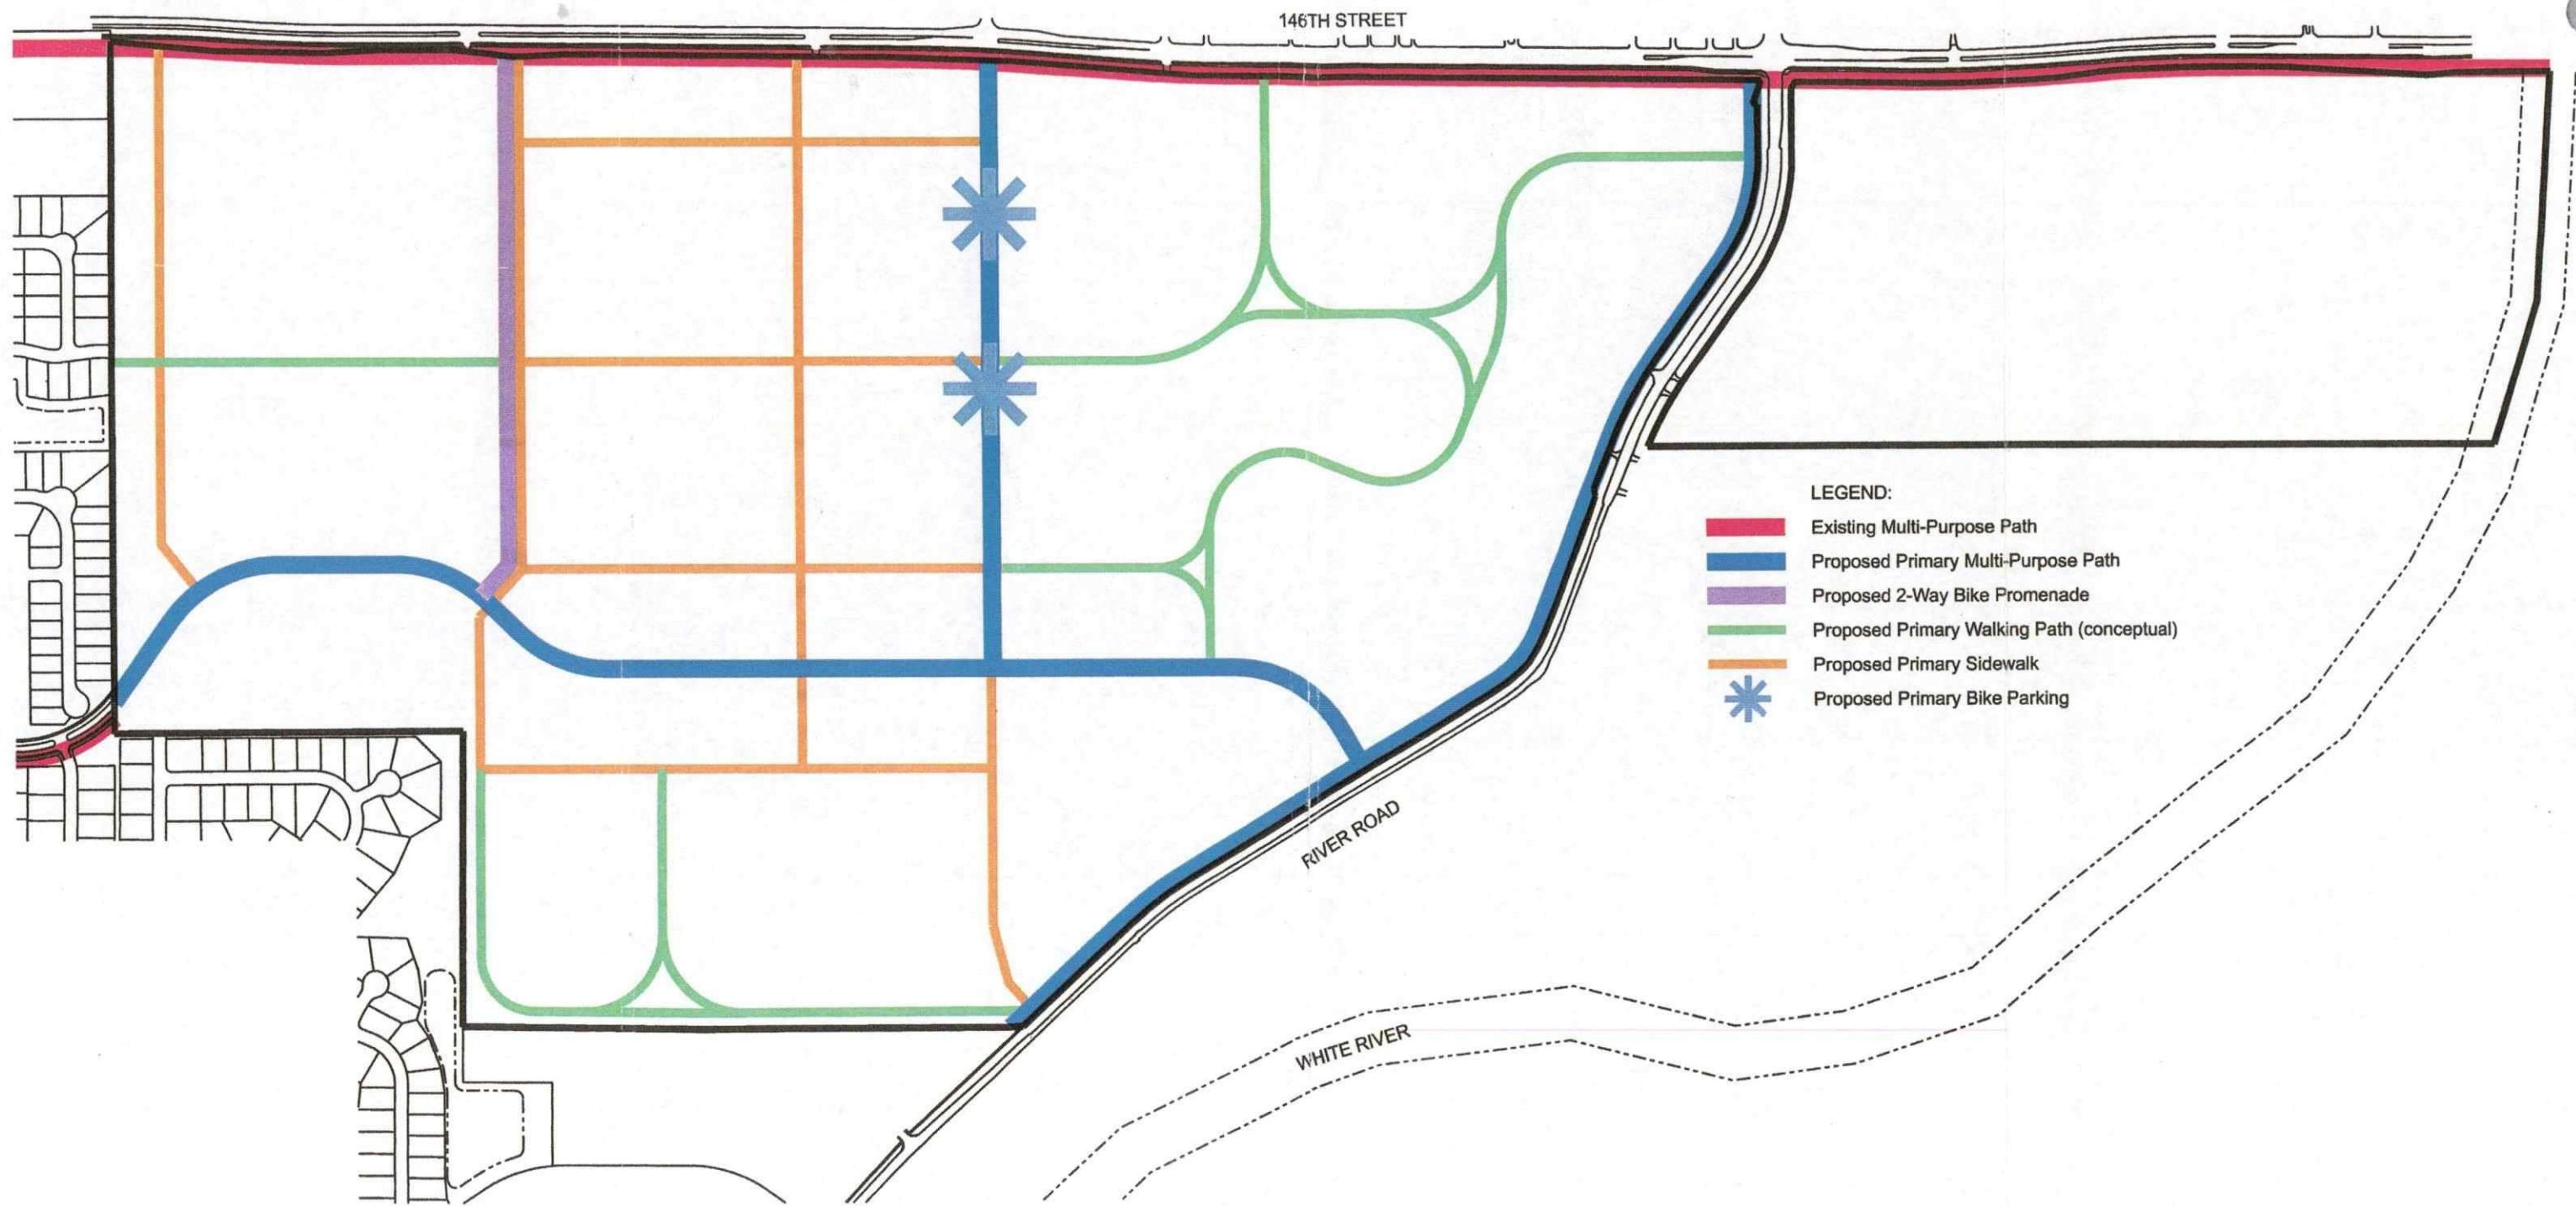 146TH STREET
LEGEND:
Existing Multi-Purpose Path
Proposed Primary Multi-Purpose Path
Proposed 2-Way Bike Promenade
Proposed Primary Walking Path (conceptual)
Proposed Primary Sidewalk
Proposed Primary Bike Parking
RIVER ROAD
WHITE RIVER